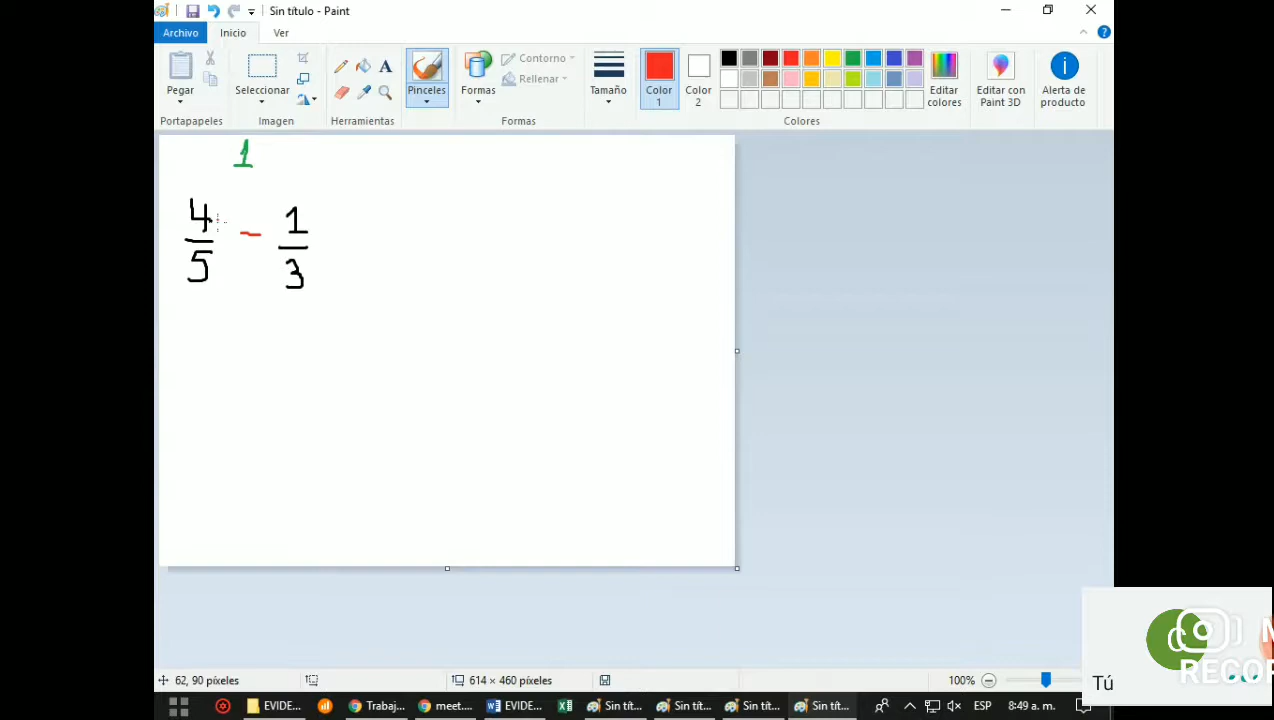 Sin título - Paint
Archivo Inicio Ver
Pegar
Seleccionar
A
Pinceles
Formas
Contorno
Rellenar
Tamaño
Color 1
Color 2
Editar colores
Editar con Paint 3D
Alerta de producto
Portapapeles Imagen Herramientas Formas Colores
1
4 - 1
5 3
62, 90 píxeles 614 × 460 píxeles 100%
Tú
EVIDE... Trabaj... meet.... EVIDE... Sin tít... Sin tít... Sin tít... Sin tít... ESP 8:49 a. m.